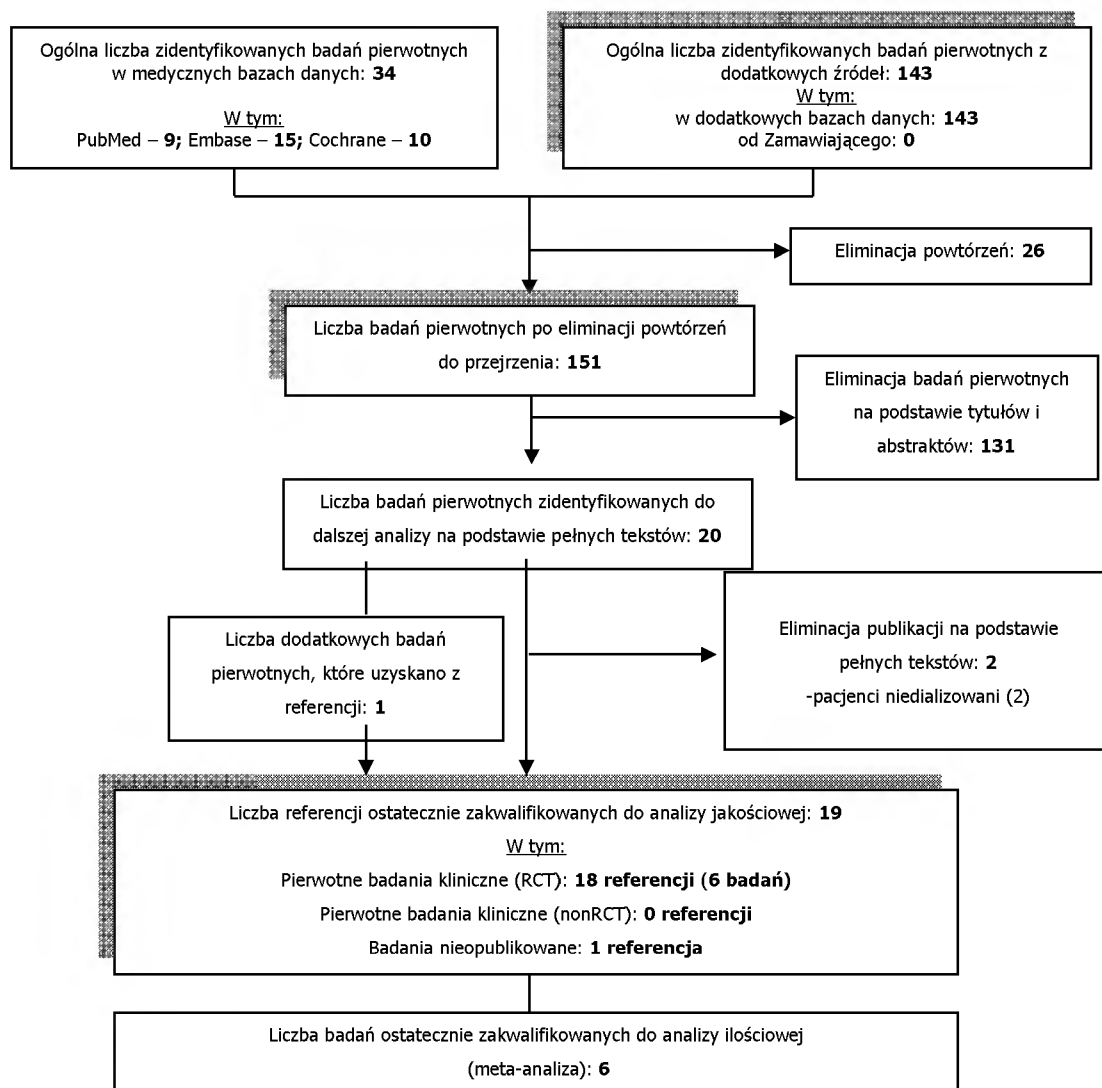 Ogólna liczba zidentyfikowanych badań pierwotnych
w medycznych bazach danych: 34
W tym:
PubMed – 9; Embase – 15; Cochrane – 10
Ogólna liczba zidentyfikowanych badań pierwotnych z
dodatkowych źródeł: 143
W tym:
w dodatkowych bazach danych: 143
od Zamawiającego: 0
Eliminacja powtórzeń: 26
Liczba badań pierwotnych po eliminacji powtórzeń
do przejrzenia: 151
Eliminacja badań pierwotnych
na podstawie tytułów i
abstraktów: 131
Liczba badań pierwotnych zidentyfikowanych do
dalszej analizy na podstawie pełnych tekstów: 20
Liczba dodatkowych badań
pierwotnych, które uzyskano z
referencji: 1
Eliminacja publikacji na podstawie
pełnych tekstów: 2
-pacjenci niedializowani (2)
Liczba referencji ostatecznie zakwalifikowanych do analizy jakościowej: 19
W tym:
Pierwotne badania kliniczne (RCT): 18 referencji (6 badań)
Pierwotne badania kliniczne (nonRCT): 0 referencji
Badania nieopublikowane: 1 referencja
Liczba badań ostatecznie zakwalifikowanych do analizy ilościowej
(meta-analiza): 6